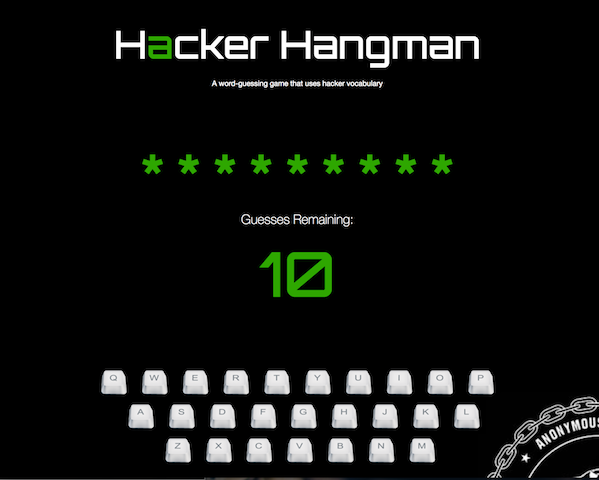 Hacker Hangman
A word-guessing game that uses hacker vocabulary
* * * * * * * * *
Guesses Remaining:
10
Q W E R T Y U I O P
A S D F G H J K L
Z X C V B N M
ANONYMOUS